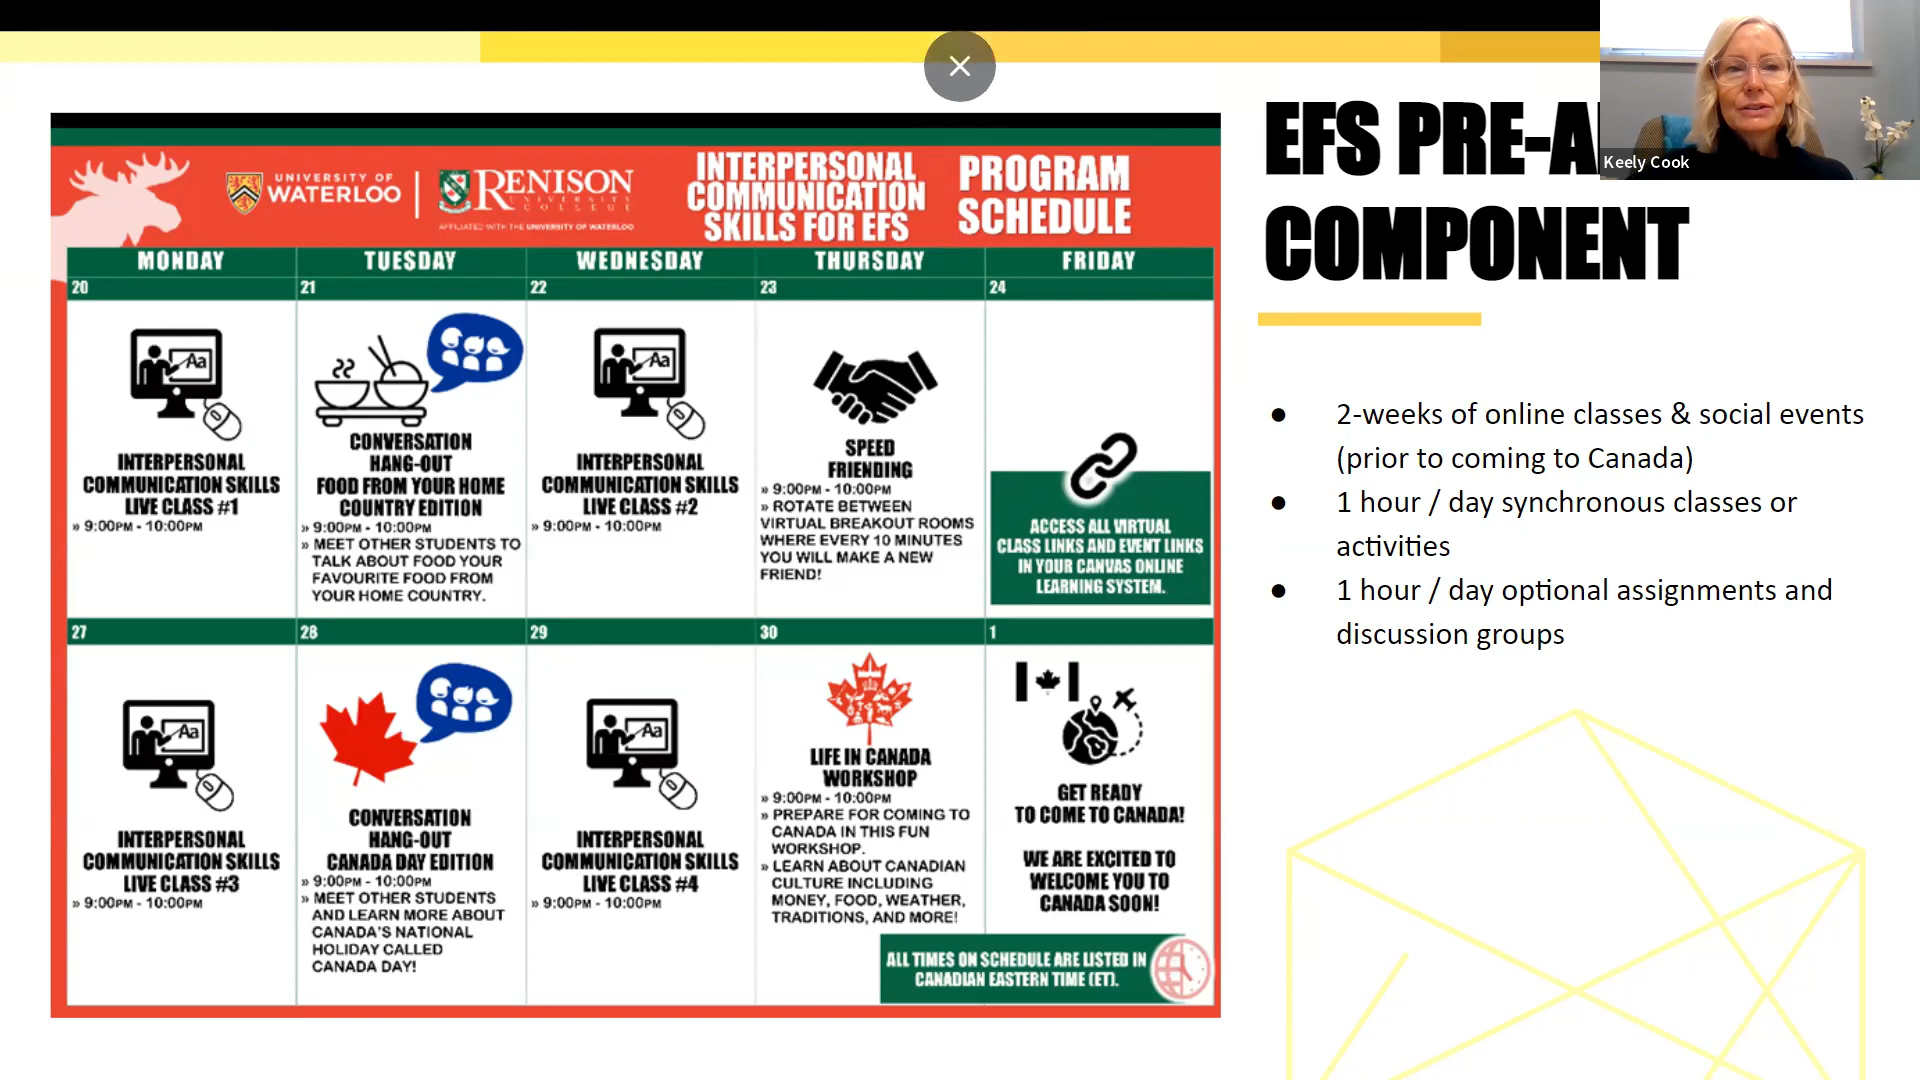 UNIVERSITY OF
WATERLOO
RENISON
UNIVERSITY
COLLEGE
AFFILIATED WITH THE UNIVERSITY OF WATERLOO
INTERPERSONAL
COMMUNICATION
SKILLS FOR EFS
PROGRAM
SCHEDULE
MONDAY
TUESDAY
WEDNESDAY
THURSDAY
FRIDAY
20
21
22
23
24
Aa
INTERPERSONAL
COMMUNICATION SKILLS
LIVE CLASS #1
» 9:00PM - 10:00PM
CONVERSATION
HANG-OUT
FOOD FROM YOUR HOME
COUNTRY EDITION
» 9:00PM - 10:00PM
» MEET OTHER STUDENTS TO
TALK ABOUT FOOD YOUR
FAVOURITE FOOD FROM
YOUR HOME COUNTRY.
Aa
INTERPERSONAL
COMMUNICATION SKILLS
LIVE CLASS #2
» 9:00PM - 10:00PM
SPEED
FRIENDING
» 9:00PM - 10:00PM
» ROTATE BETWEEN
VIRTUAL BREAKOUT ROOMS
WHERE EVERY 10 MINUTES
YOU WILL MAKE A NEW
FRIEND!
ACCESS ALL VIRTUAL
CLASS LINKS AND EVENT LINKS
IN YOUR CANVAS ONLINE
LEARNING SYSTEM.
27
28
29
30
1
Aa
INTERPERSONAL
COMMUNICATION SKILLS
LIVE CLASS #3
» 9:00PM - 10:00PM
CONVERSATION
HANG-OUT
CANADA DAY EDITION
» 9:00PM - 10:00PM
» MEET OTHER STUDENTS
AND LEARN MORE ABOUT
CANADA'S NATIONAL
HOLIDAY CALLED
CANADA DAY!
Aa
INTERPERSONAL
COMMUNICATION SKILLS
LIVE CLASS #4
» 9:00PM - 10:00PM
LIFE IN CANADA
WORKSHOP
» 9:00PM - 10:00PM
» PREPARE FOR COMING TO
CANADA IN THIS FUN
WORKSHOP.
» LEARN ABOUT CANADIAN
CULTURE INCLUDING
MONEY, FOOD, WEATHER,
TRADITIONS, AND MORE!
GET READY
TO COME TO CANADA!
WE ARE EXCITED TO
WELCOME YOU TO
CANADA SOON!
ALL TIMES ON SCHEDULE ARE LISTED IN
CANADIAN EASTERN TIME (ET).
EFS PRE-A
COMPONENT
Keely Cook
● 2-weeks of online classes & social events
(prior to coming to Canada)
● 1 hour / day synchronous classes or
activities
● 1 hour / day optional assignments and
discussion groups